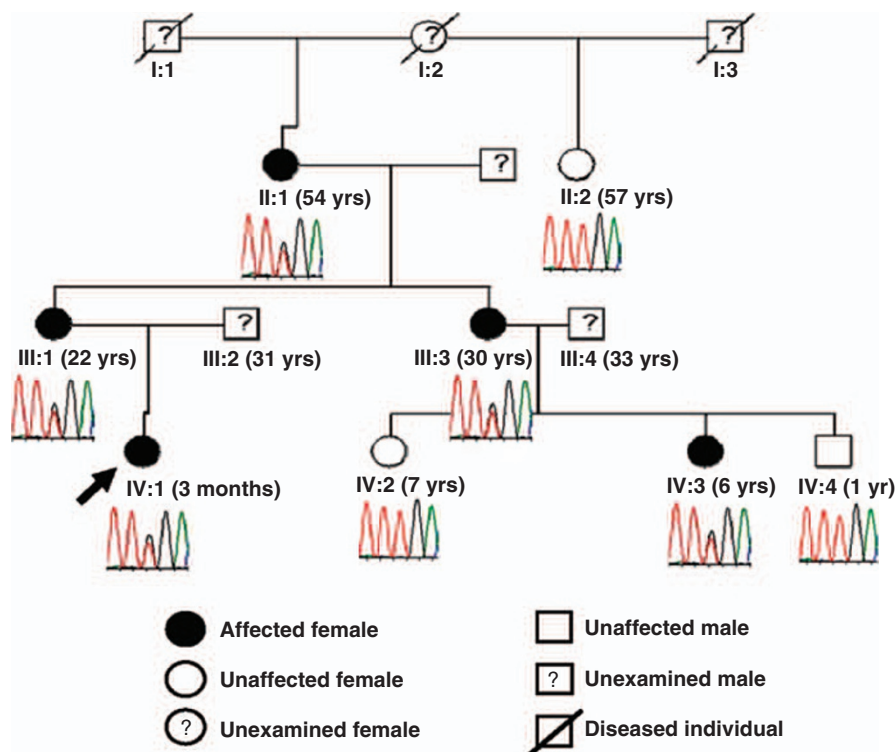 ? ? ?
I:1 I:2 I:3
?
II:1 (54 yrs) II:2 (57 yrs)
? ?
III:1 (22 yrs) III:2 (31 yrs) III:3 (30 yrs) III:4 (33 yrs)
IV:1 (3 months) IV:2 (7 yrs) IV:3 (6 yrs) IV:4 (1 yr)
Affected female Unaffected male
Unaffected female ? Unexamined male
? Unexamined female Diseased individual